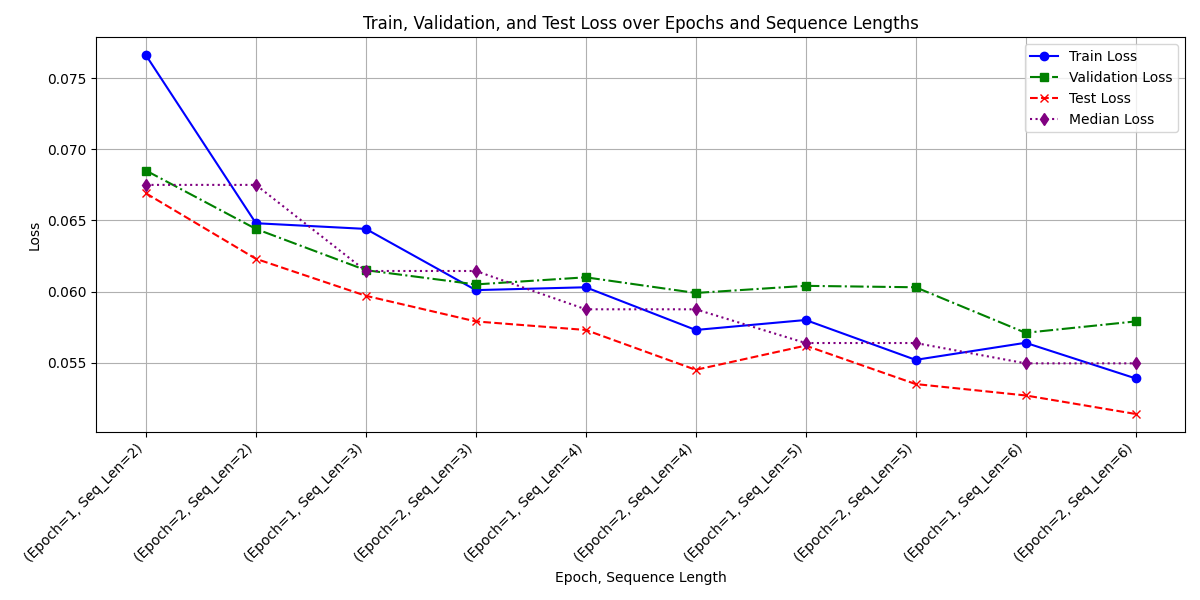 Train, Validation, and Test Loss over Epochs and Sequence Lengths
Train Loss
Validation Loss
Test Loss
Median Loss
0.075
0.070
0.065
0.060
0.055
Loss
(Epoch=1, Seq_Len=2)
(Epoch=2, Seq_Len=2)
(Epoch=1, Seq_Len=3)
(Epoch=2, Seq_Len=3)
(Epoch=1, Seq_Len=4)
(Epoch=2, Seq_Len=4)
(Epoch=1, Seq_Len=5)
(Epoch=2, Seq_Len=5)
(Epoch=1, Seq_Len=6)
(Epoch=2, Seq_Len=6)
Epoch, Sequence Length